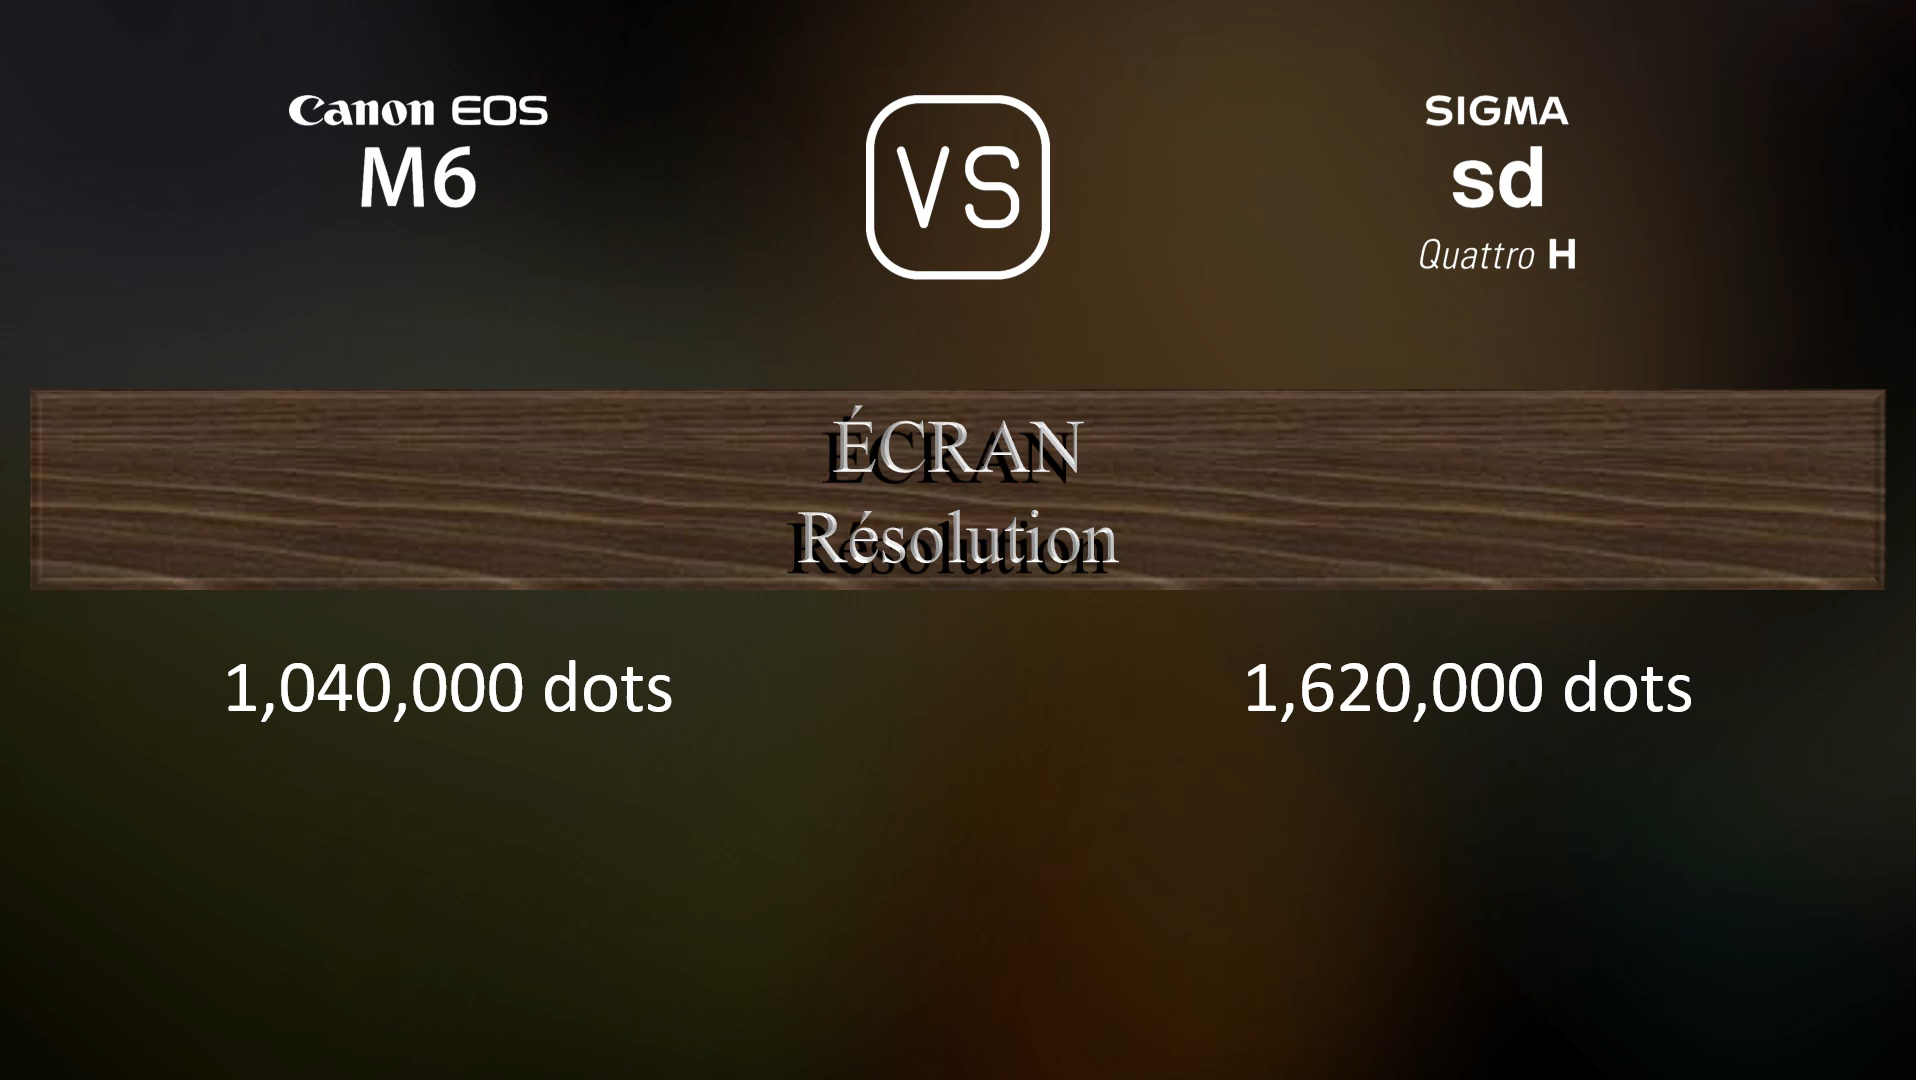 Canon EOS
M6
VS
SIGMA
sd
Quattro H
ÉCRAN
Résolution
1,040,000 dots
1,620,000 dots